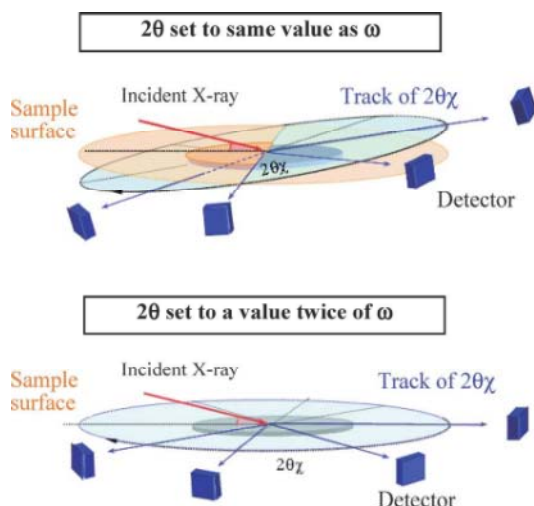 2θ set to same value as ω
Incident X-ray
Track of 2θχ
Sample
surface
2θχ
Detector
2θ set to a value twice of ω
Incident X-ray
Sample
surface
Track of 2θχ
2θχ
Detector